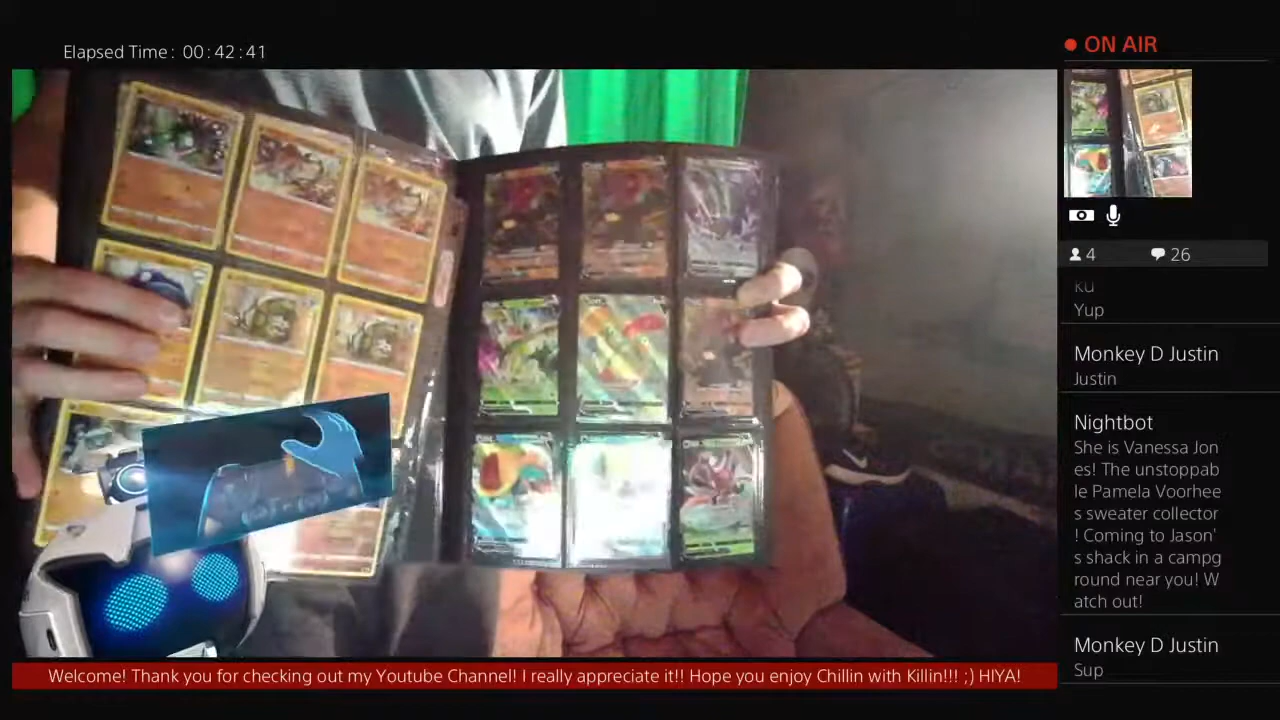 Elapsed Time: 00:42:41
ON AIR
4
26
Ku
Yup
Monkey D Justin
Justin
Nightbot
She is Vanessa Jon
es! The unstoppab
le Pamela Voorhee
s sweater collector
! Coming to Jason'
s shack in a campg
round near you! W
atch out!
Monkey D Justin
Sup
Welcome! Thank you for checking out my Youtube Channel! I really appreciate it!! Hope you enjoy Chillin with Killin!!! ;) HIYA!